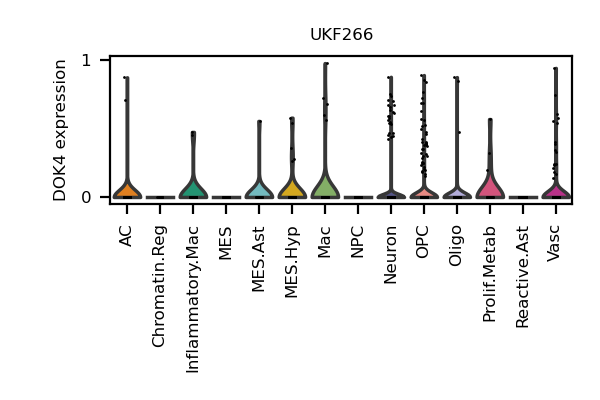 UKF266
DOK4 expression
1
0
AC
Chromatin.Reg
Inflammatory.Mac
MES
MES.Ast
MES.Hyp
Mac
NPC
Neuron
OPC
Oligo
Prolif.Metab
Reactive.Ast
Vasc